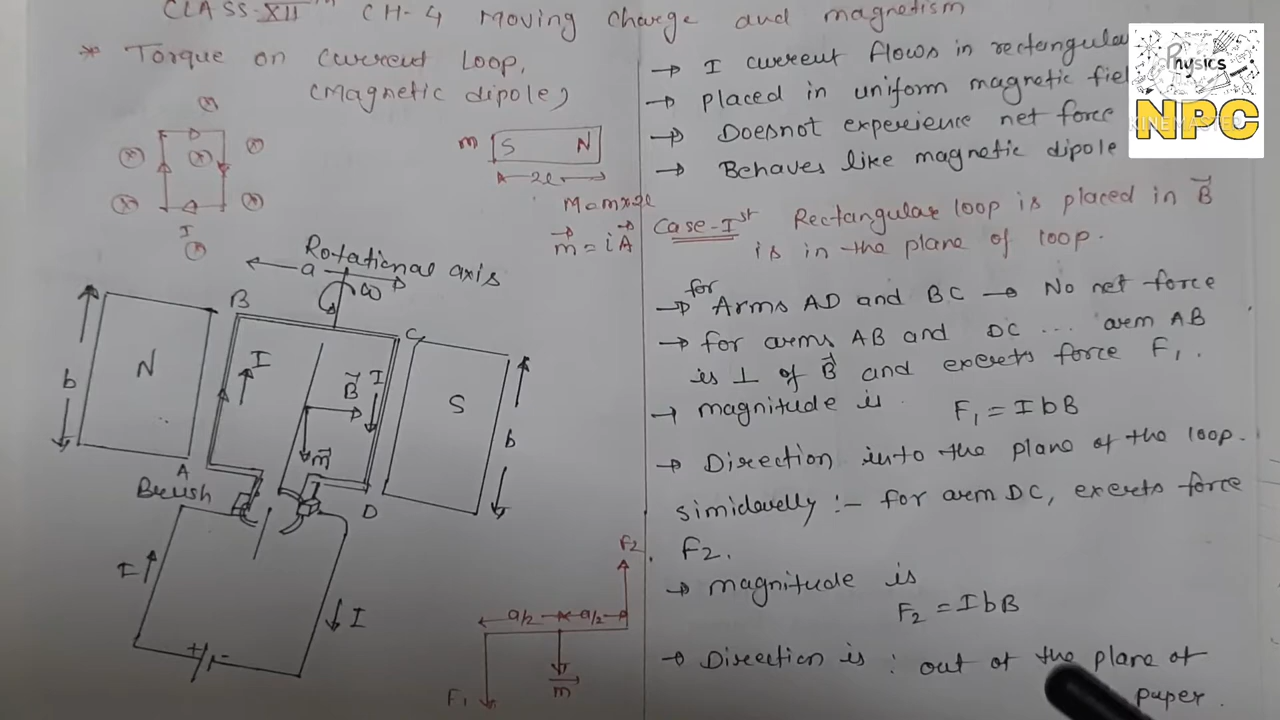 CLASS-XIIth CH-4 Moving charge and magnetism
* Torque on current Loop.
(Magnetic dipole)
m S N
2l
M=m×2l
m = iA
I
Rotational axis
a
ω
B
C
N
I
B
I
S
b
b
m
A
Brush
D
I
I
+ -
F2
a/2 a/2
F1
m
→ I current flows in rectangular
→ placed in uniform magnetic fiel
→ Doesnot experience net force
→ Behaves like magnetic dipole
Case-Ist Rectangular loop is placed in B
is in the plane of loop.
for
→ Arms AD and BC → No net force
→ for arms AB and DC ... arm AB
is ⊥ of B and exerts force F1.
→ magnitude is F1 = IbB
→ Direction into the plane of the loop.
similarly :- for arm DC, exerts force
F2.
→ magnitude is
F2 = IbB
→ Direction is : out of the plane of
paper.
Physics
NPC